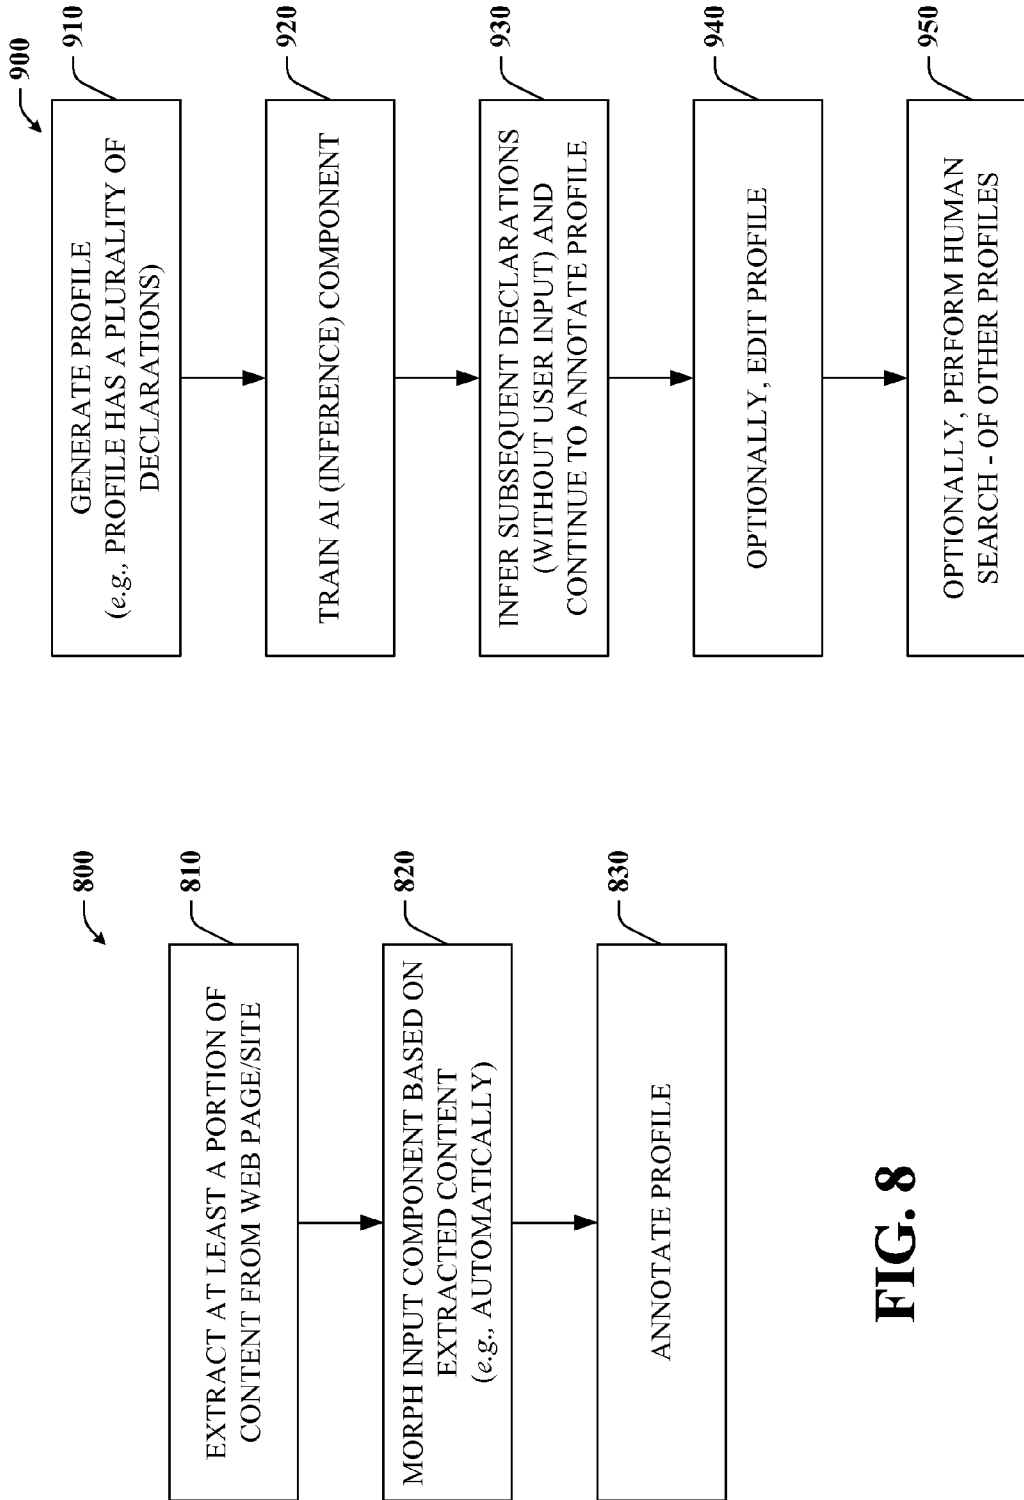 800
810
EXTRACT AT LEAST A PORTION OF
CONTENT FROM WEB PAGE/SITE
820
MORPH INPUT COMPONENT BASED ON
EXTRACTED CONTENT
(e.g., AUTOMATICALLY)
830
ANNOTATE PROFILE
FIG. 8
900
910
GENERATE PROFILE
(e.g., PROFILE HAS A PLURALITY OF
DECLARATIONS)
920
TRAIN AI (INFERENCE) COMPONENT
930
INFER SUBSEQUENT DECLARATIONS
(WITHOUT USER INPUT) AND
CONTINUE TO ANNOTATE PROFILE
940
OPTIONALLY, EDIT PROFILE
950
OPTIONALLY, PERFORM HUMAN
SEARCH - OF OTHER PROFILES